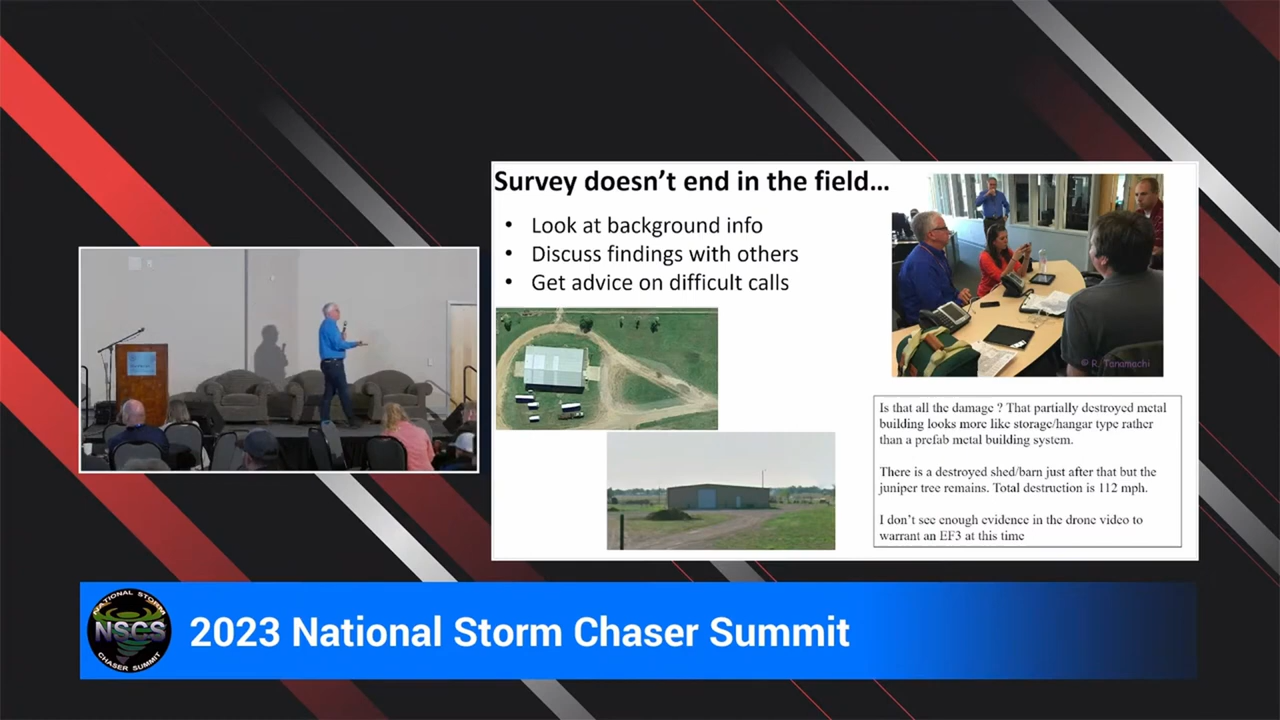 Survey doesn't end in the field...
• Look at background info
• Discuss findings with others
• Get advice on difficult calls
© R. Tanamachi
Is that all the damage ? That partially destroyed metal
building looks more like storage/hangar type rather
than a prefab metal building system.
There is a destroyed shed/barn just after that but the
juniper tree remains. Total destruction is 112 mph.
I don't see enough evidence in the drone video to
warrant an EF3 at this time
NATIONAL STORM
NSCS
CHASER SUMMIT
2023 National Storm Chaser Summit